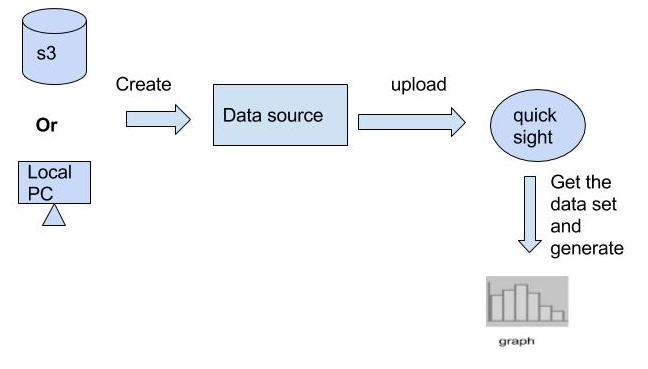 s3
Or
Local
PC
Create
Data source
upload
quick
sight
Get the
data set
and
generate
graph